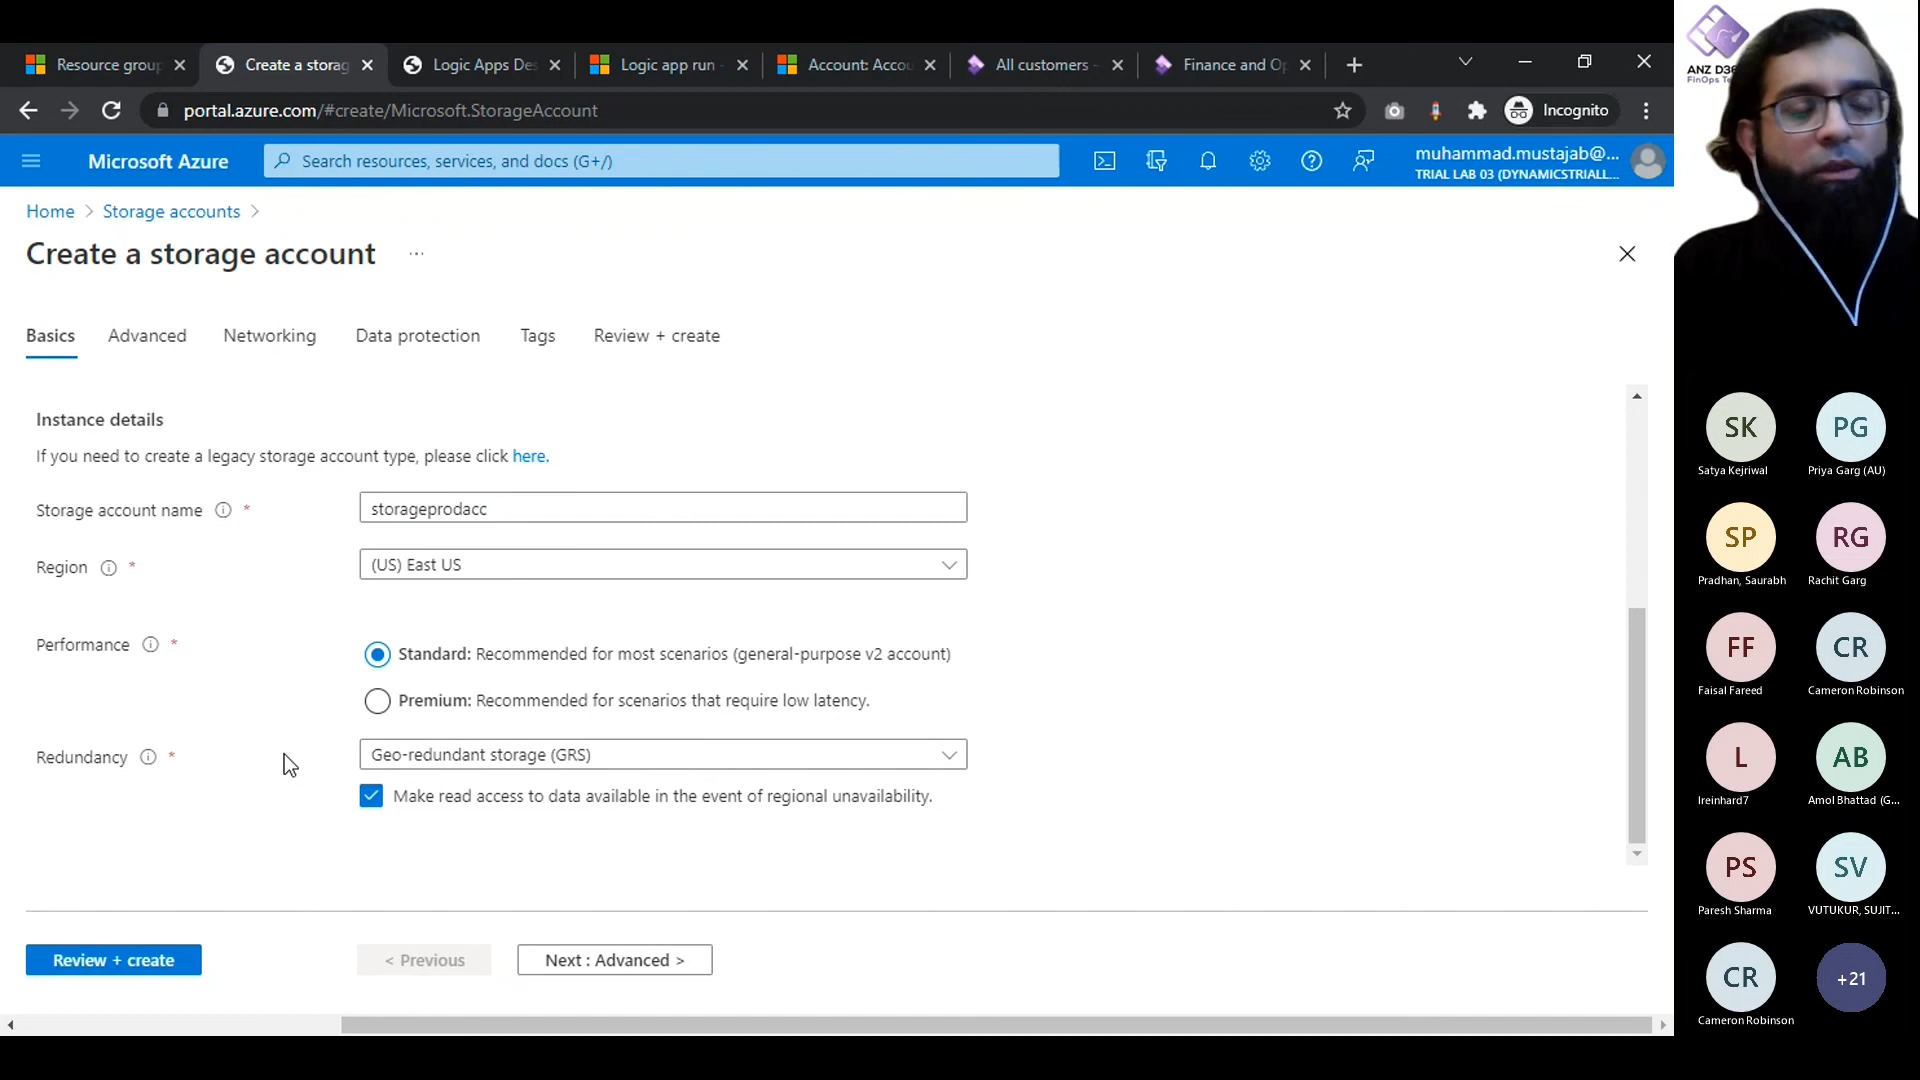 Resource grou
Create a storag
Logic Apps Des
Logic app run -
Account: Accou
All customers -
Finance and Op
portal.azure.com/#create/Microsoft.StorageAccount
Incognito
Microsoft Azure
Search resources, services, and docs (G+/)
muhammad.mustajab@...
TRIAL LAB 03 (DYNAMICSTRIALL...
Home > Storage accounts >
Create a storage account
...
Basics
Advanced
Networking
Data protection
Tags
Review + create
Instance details
If you need to create a legacy storage account type, please click here.
Storage account name *
storageprodacc
Region *
(US) East US
Performance *
Standard: Recommended for most scenarios (general-purpose v2 account)
Premium: Recommended for scenarios that require low latency.
Redundancy *
Geo-redundant storage (GRS)
Make read access to data available in the event of regional unavailability.
Review + create
< Previous
Next : Advanced >
ANZ D36
FinOps Te
SK
Satya Kejriwal
PG
Priya Garg (AU)
SP
Pradhan, Saurabh
RG
Rachit Garg
FF
Faisal Fareed
CR
Cameron Robinson
L
lreinhard7
AB
Amol Bhattad (G...
PS
Paresh Sharma
SV
VUTUKUR, SUJIT...
CR
Cameron Robinson
+21